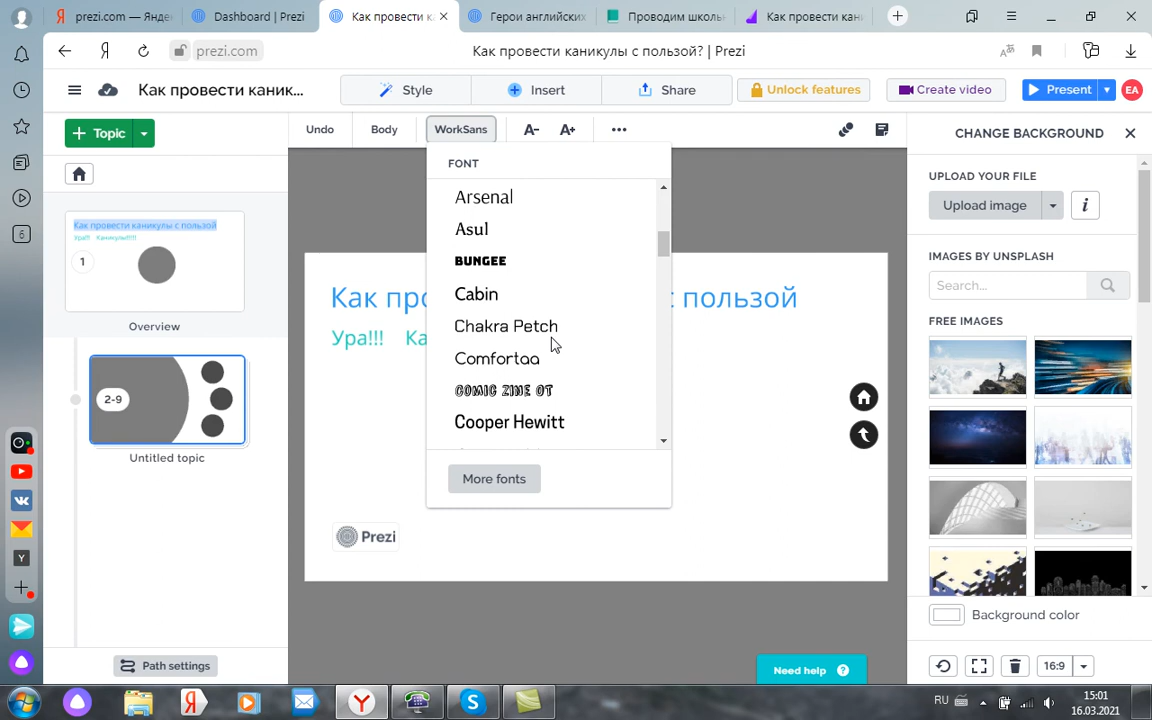 prezi.com — Яндe
Dashboard | Prezi
Как провести к
Герои английских
Проводим школьн
Как провести кани
prezi.com
Как провести каникулы с пользой? | Prezi
Как провести каник...
Style
Insert
Share
Unlock features
Create video
Present
EA
Topic
Undo
Body
WorkSans
A-
A+
CHANGE BACKGROUND
FONT
Arsenal
Asul
BUNGEE
Cabin
Chakra Petch
Comfortaa
COMIC ZINE OT
Cooper Hewitt
More fonts
UPLOAD YOUR FILE
Upload image
i
IMAGES BY UNSPLASH
Search...
FREE IMAGES
Background color
16:9
Как провести каникулы с пользой
Ура!!! Каникулы!!!!!
1
Overview
2-9
Untitled topic
Path settings
Как про
с пользой
Ура!!! Ка
Prezi
Need help ?
6
Y
RU
15:01
16.03.2021